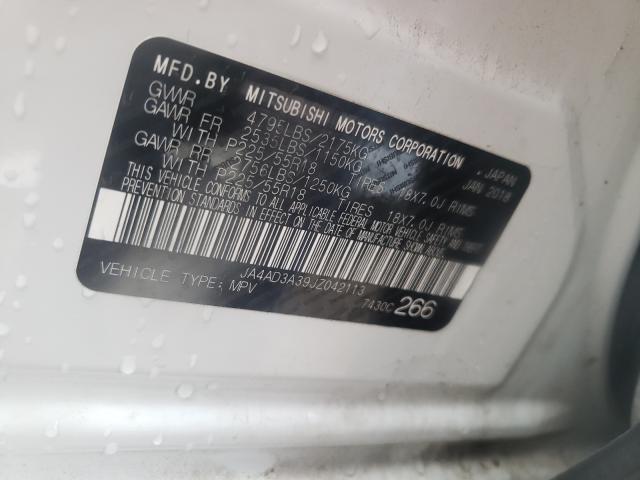 MFD.BY MITSUBISHI MOTORS CORPORATION , JAPAN
GVWR 4795LBS/2175KG JAN 2018
GAWR FR 2535LBS/1150KG
WITH P225/55R18 TIRES 18X7.0J RIMS
GAWR RR 2756LBS/1250KG
WITH P225/55R18 TIRES 18X7.0J RIMS
THIS VEHICLE CONFORMS TO ALL APPLICABLE FEDERAL MOTOR VEHICLE SAFETY AND THEFT
PREVENTION STANDARDS IN EFFECT ON THE DATE OF MANUFACTURE SHOWN ABOVE.
JA4AD3A39JZ042113
VEHICLE TYPE: MPV 7430C 266